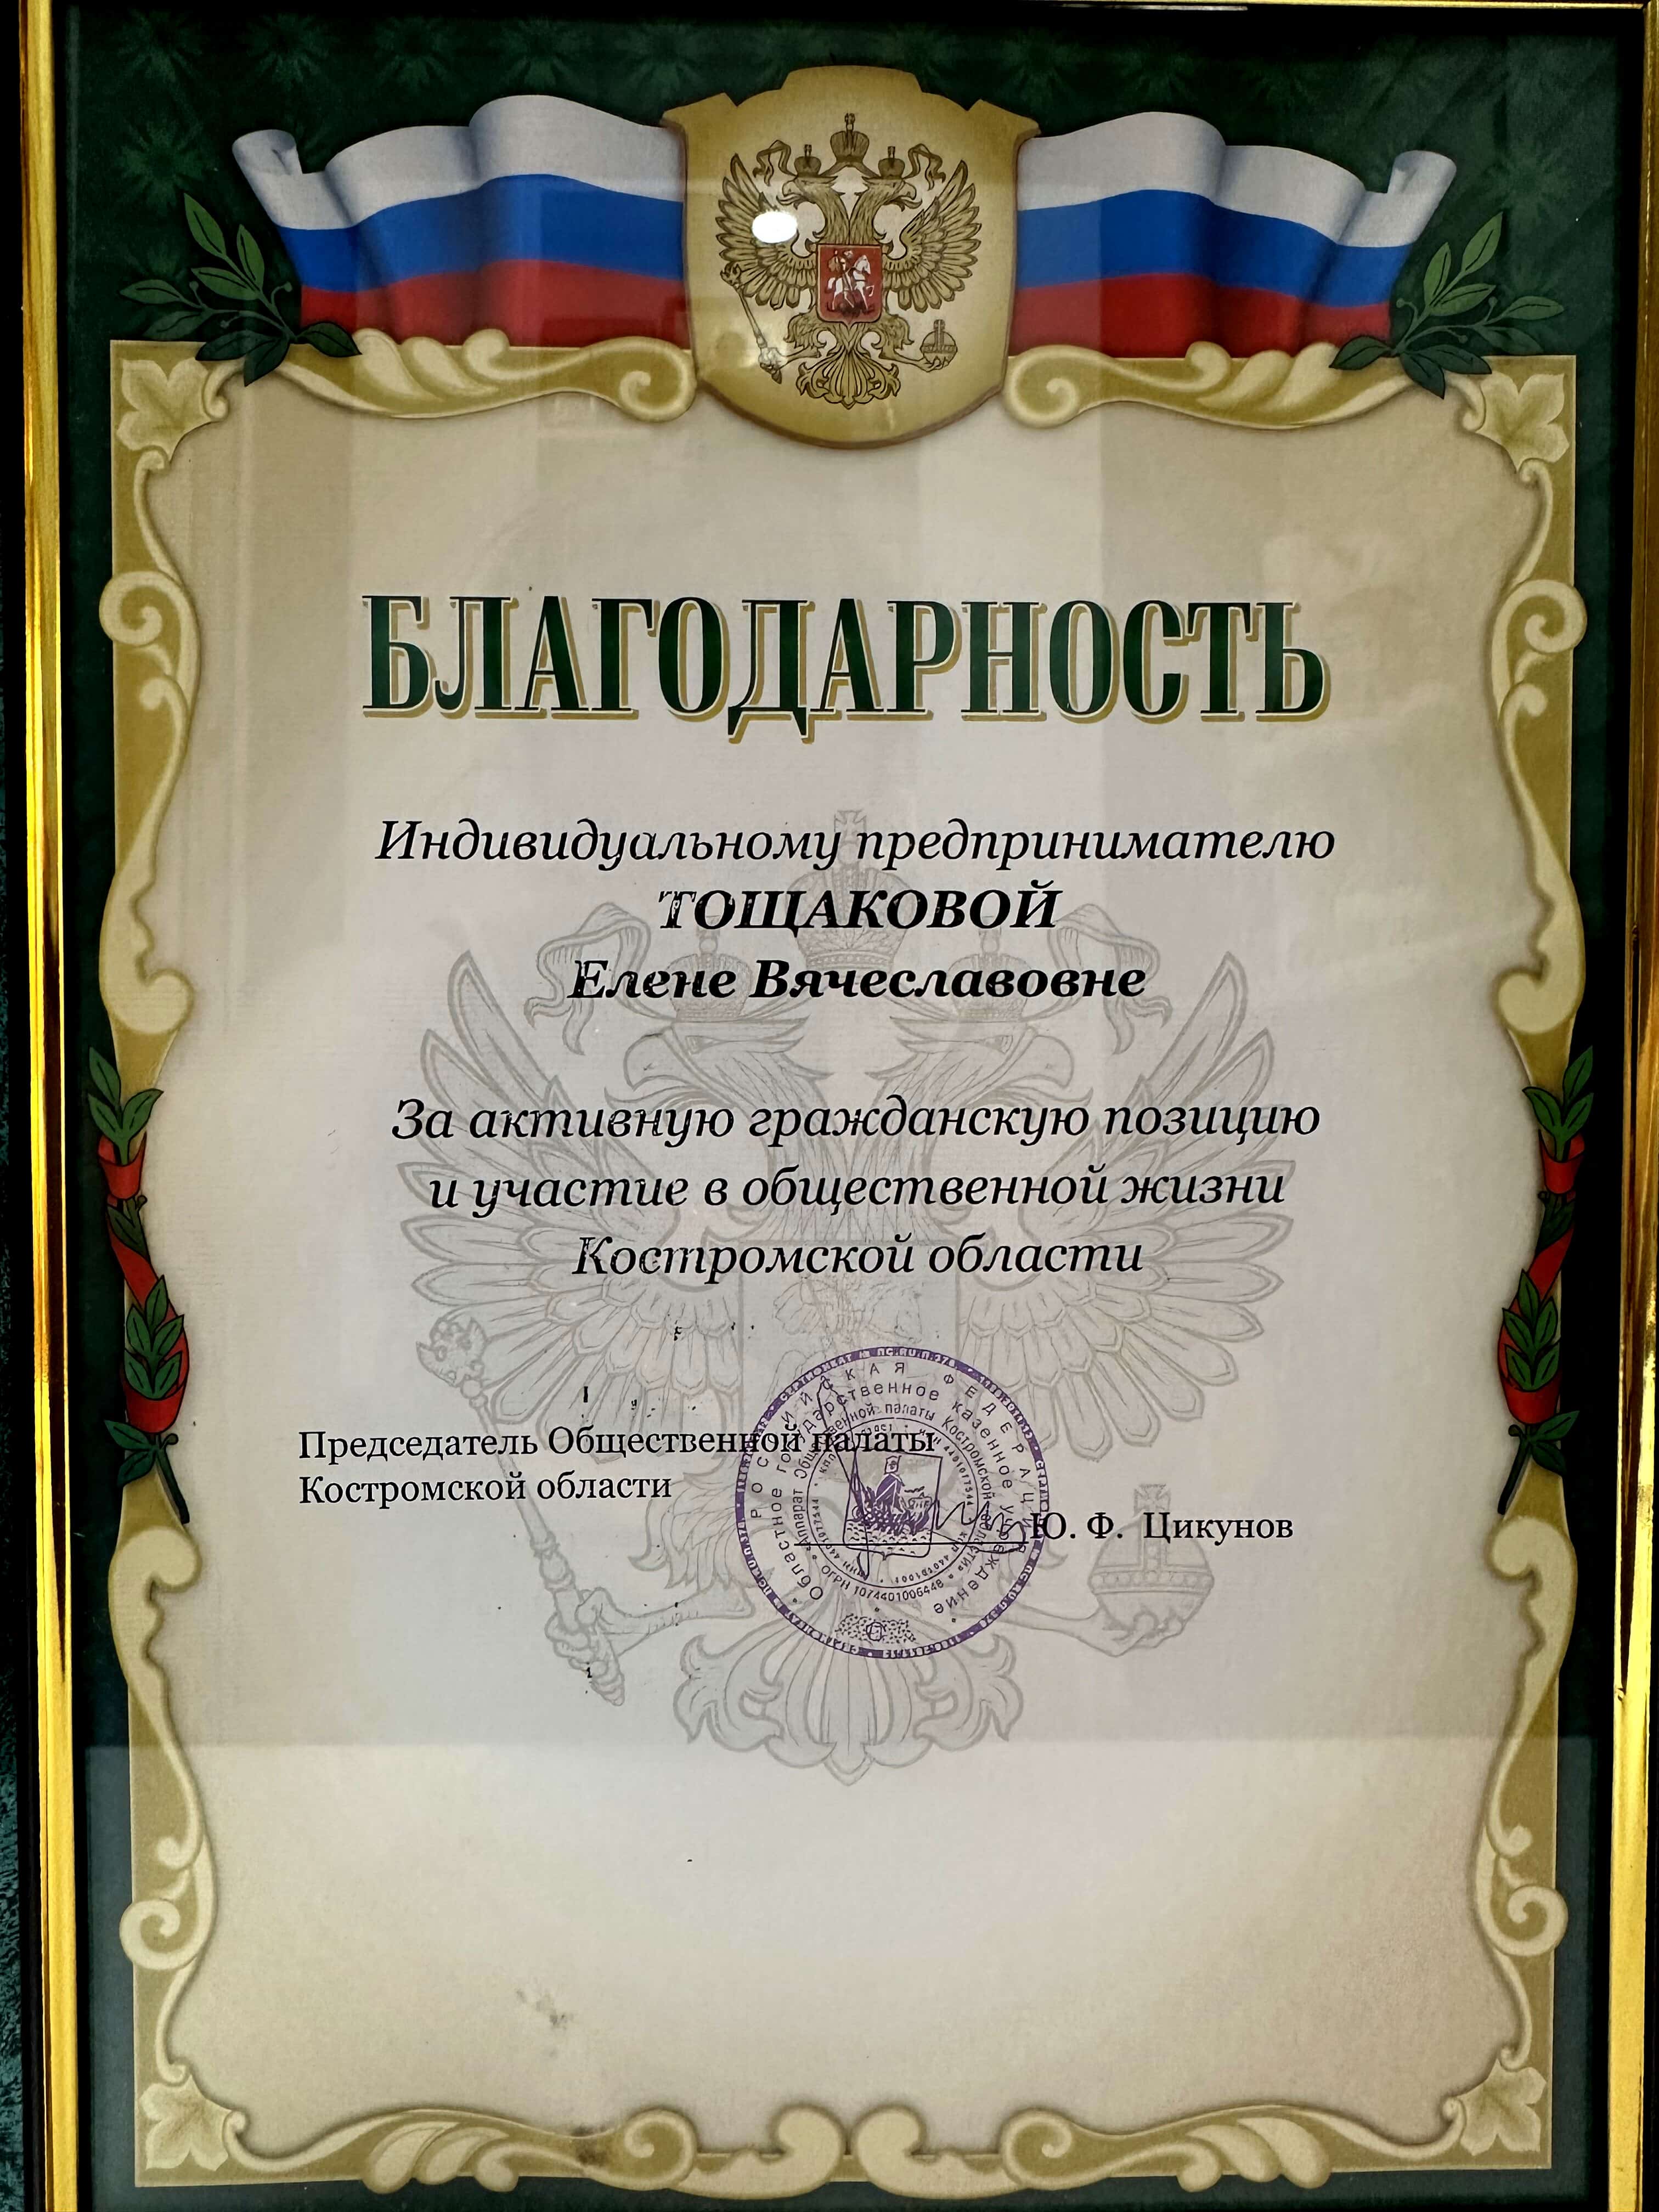 БЛАГОДАРНОСТЬ
Индивидуальному предпринимателю
ТОЩАКОВОЙ
Елене Вячеславовне
За активную гражданскую позицию
и участие в общественной жизни
Костромской области
Председатель Общественной палаты
Костромской области
Ю. Ф. Цикунов
РОССИЙСКАЯ ФЕДЕРАЦИЯ
Областное государственное казенное учреждение
«Аппарат Общественной палаты Костромской области»
ОГРН 1074401006448